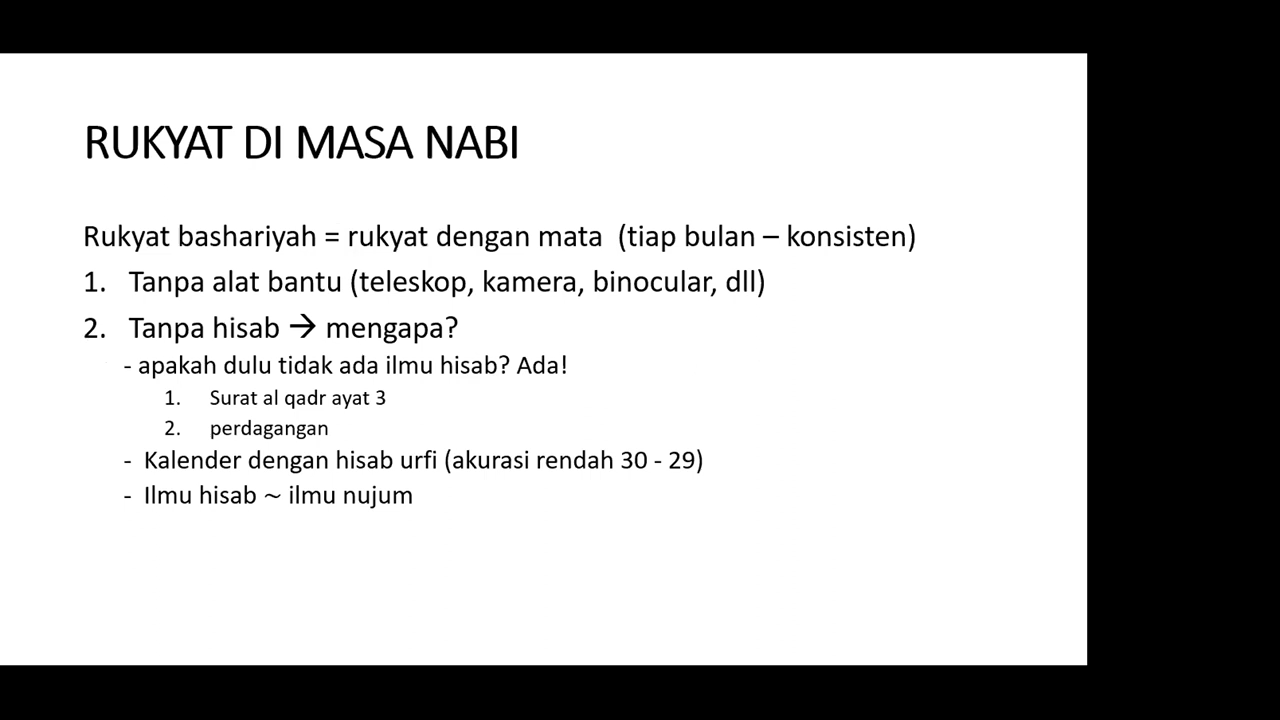 RUKYAT DI MASA NABI
Rukyat bashariyah = rukyat dengan mata (tiap bulan – konsisten)
1. Tanpa alat bantu (teleskop, kamera, binocular, dll)
2. Tanpa hisab → mengapa?
- apakah dulu tidak ada ilmu hisab? Ada!
1. Surat al qadr ayat 3
2. perdagangan
- Kalender dengan hisab urfi (akurasi rendah 30 - 29)
- Ilmu hisab ~ ilmu nujum